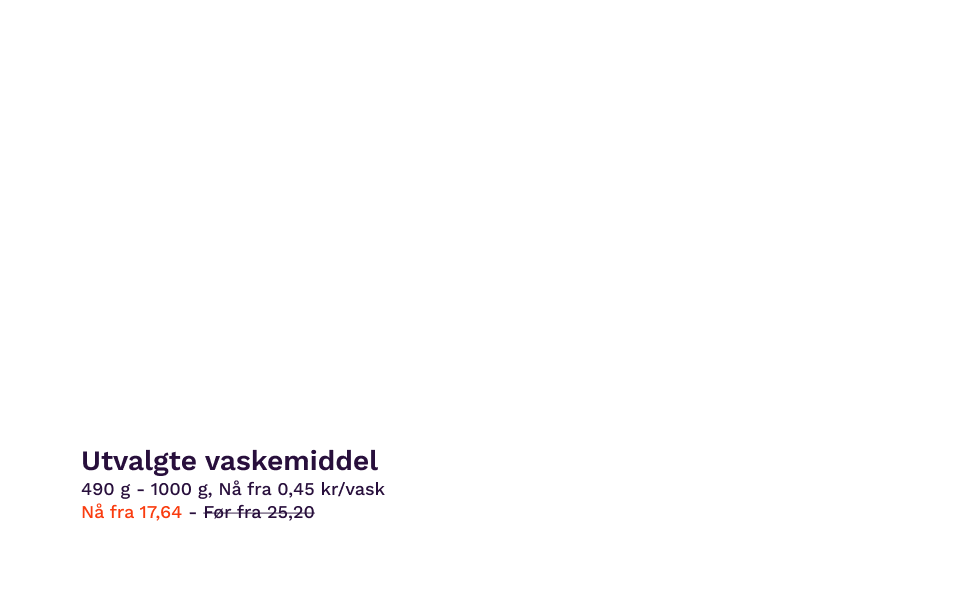 Utvalgte vaskemiddel
490 g - 1000 g, Nå fra 0,45 kr/vask
Nå fra 17,64 - Før fra 25,20